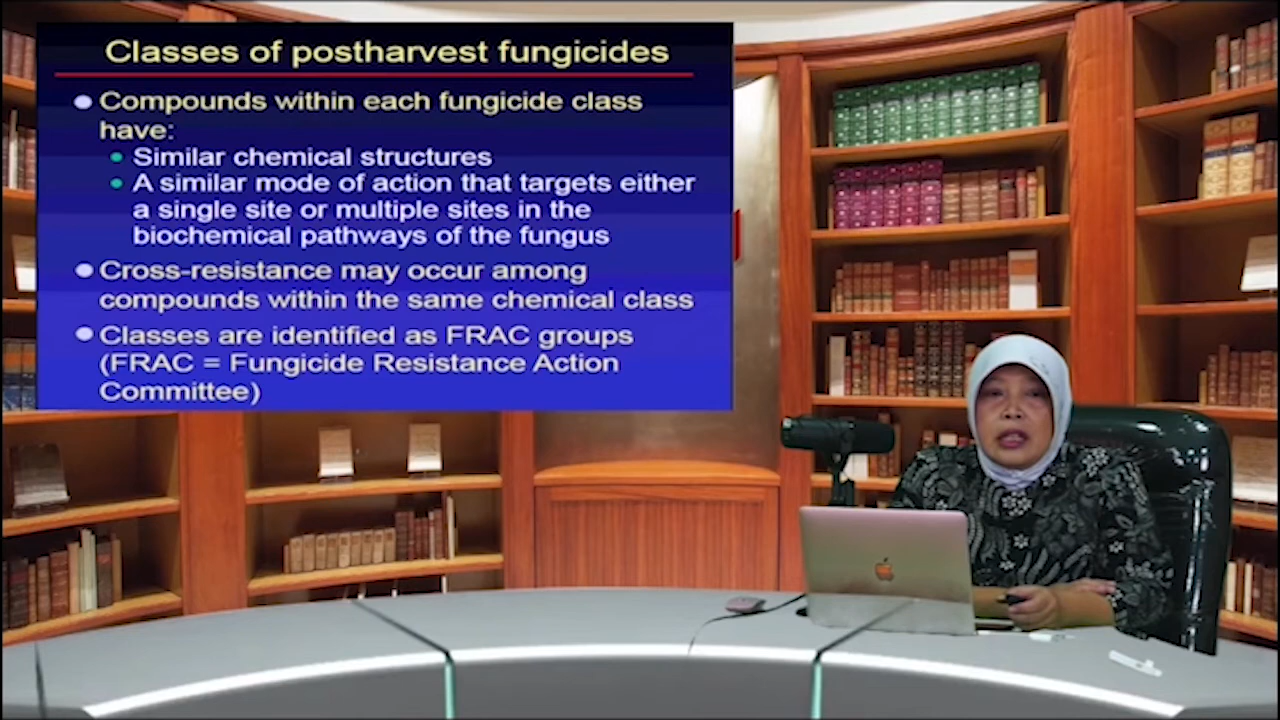 Classes of postharvest fungicides
Compounds within each fungicide class
have:
Similar chemical structures
A similar mode of action that targets either
a single site or multiple sites in the
biochemical pathways of the fungus
Cross-resistance may occur among
compounds within the same chemical class
Classes are identified as FRAC groups
(FRAC = Fungicide Resistance Action
Committee)